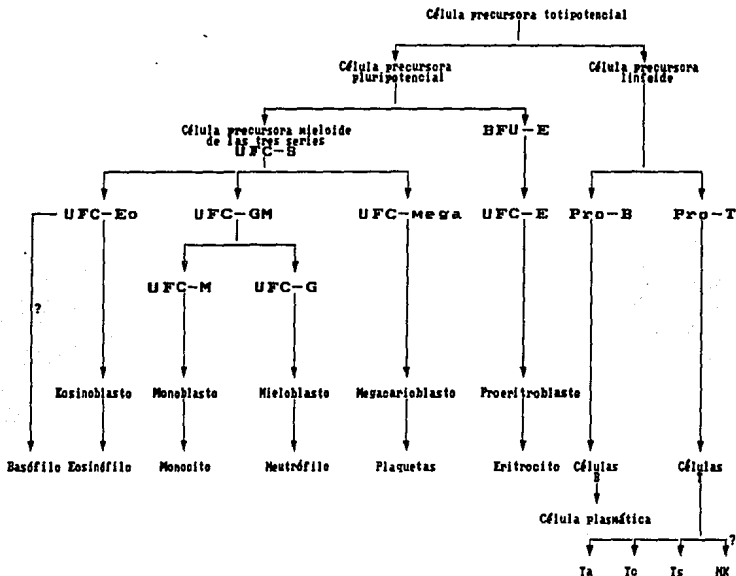 Célula precursora totipotencial
Célula precursora
pluripotencial
Célula precursora
linfoide
Célula precursora mieloide
de las tres series
UFC-B
BFU-E
UFC-Eo
UFC-GM
UFC-mega
UFC-E
Pro-B
Pro-T
UFC-M
UFC-G
?
Eosinoblasto
Monoblasto
Mieloblasto
Megacarioblasto
Proeritroblasto
Basófilo
Eosinófilo
Monocito
Neutrófilo
Plaquetas
Eritrocito
Células
B
Células
T
Célula plasmática
?
Ta
Tc
Ts
NK